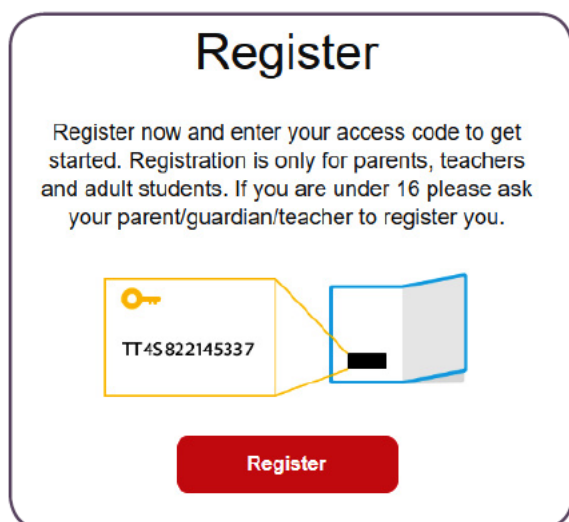 Register
Register now and enter your access code to get
started. Registration is only for parents, teachers
and adult students. If you are under 16 please ask
your parent/guardian/teacher to register you.
TT4S822145337
Register